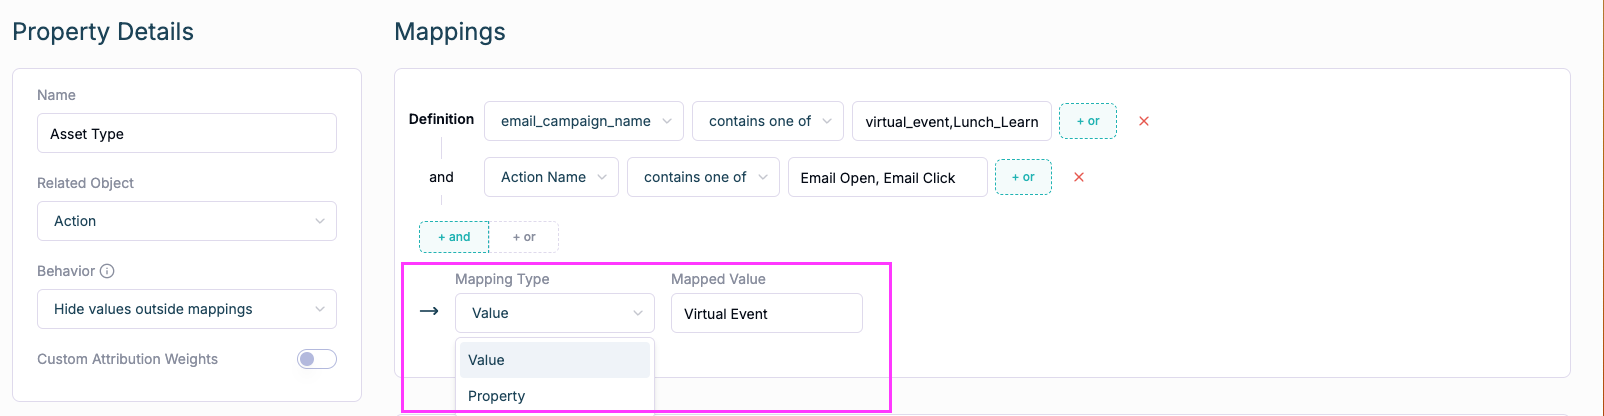 Property Details
Mappings
Name
Asset Type
Related Object
Action
Behavior
Hide values outside mappings
Custom Attribution Weights
Definition email_campaign_name contains one of virtual_event,Lunch_Learn + or
and Action Name contains one of Email Open, Email Click + or
+ and + or
Mapping Type Mapped Value
Value Virtual Event
Value
Property